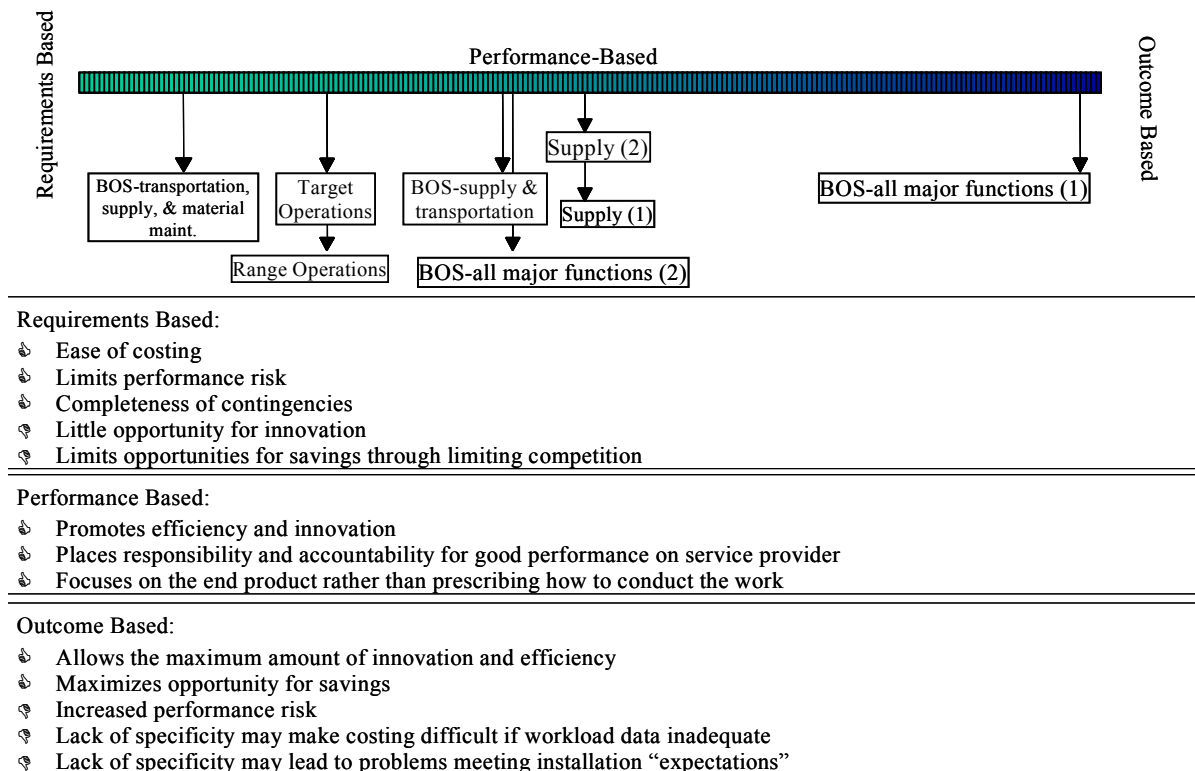 Requirements Based
Performance-Based
Outcome Based
BOS-transportation,
supply, & material
maint.
Target
Operations
Range Operations
BOS-supply &
transportation
BOS-all major functions (2)
Supply (2)
Supply (1)
BOS-all major functions (1)
Requirements Based:
Ease of costing
Limits performance risk
Completeness of contingencies
Little opportunity for innovation
Limits opportunities for savings through limiting competition
Performance Based:
Promotes efficiency and innovation
Places responsibility and accountability for good performance on service provider
Focuses on the end product rather than prescribing how to conduct the work
Outcome Based:
Allows the maximum amount of innovation and efficiency
Maximizes opportunity for savings
Increased performance risk
Lack of specificity may make costing difficult if workload data inadequate
Lack of specificity may lead to problems meeting installation “expectations”